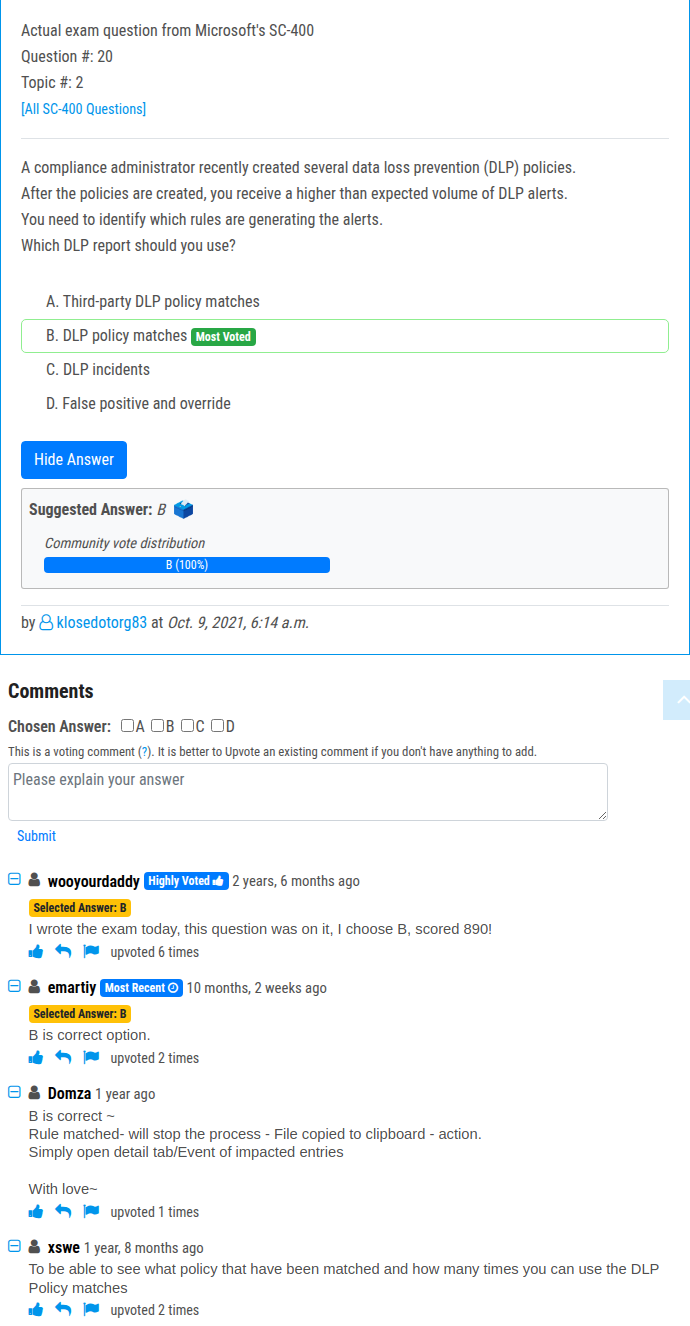 Actual exam question from Microsoft's SC-400
Question #: 20
Topic #: 2
[All SC-400 Questions]
A compliance administrator recently created several data loss prevention (DLP) policies.
After the policies are created, you receive a higher than expected volume of DLP alerts.
You need to identify which rules are generating the alerts.
Which DLP report should you use?
A. Third-party DLP policy matches
B. DLP policy matches Most Voted
C. DLP incidents
D. False positive and override
Hide Answer
Suggested Answer: B
Community vote distribution
B (100%)
by klosedotorg83 at Oct. 9, 2021, 6:14 a.m.
Comments
Chosen Answer: A B C D
This is a voting comment (?). It is better to Upvote an existing comment if you don't have anything to add.
Please explain your answer
Submit
wooyourdaddy Highly Voted 2 years, 6 months ago
Selected Answer: B
I wrote the exam today, this question was on it, I choose B, scored 890!
upvoted 6 times
emartiy Most Recent 10 months, 2 weeks ago
Selected Answer: B
B is correct option.
upvoted 2 times
Domza 1 year ago
B is correct ~
Rule matched- will stop the process - File copied to clipboard - action.
Simply open detail tab/Event of impacted entries
With love~
upvoted 1 times
xswe 1 year, 8 months ago
To be able to see what policy that have been matched and how many times you can use the DLP
Policy matches
upvoted 2 times